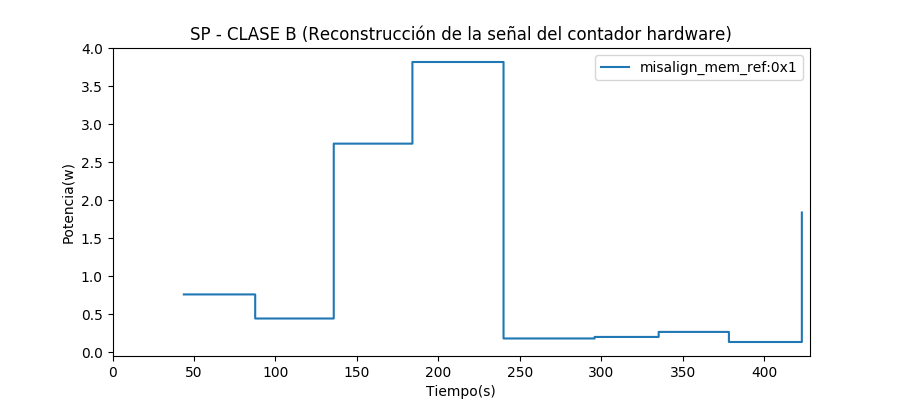 SP - CLASE B (Reconstrucción de la señal del contador hardware)
misalign_mem_ref:0x1
4.0
3.5
3.0
2.5
2.0
1.5
1.0
0.5
0.0
Potencia(w)
0 50 100 150 200 250 300 350 400
Tiempo(s)